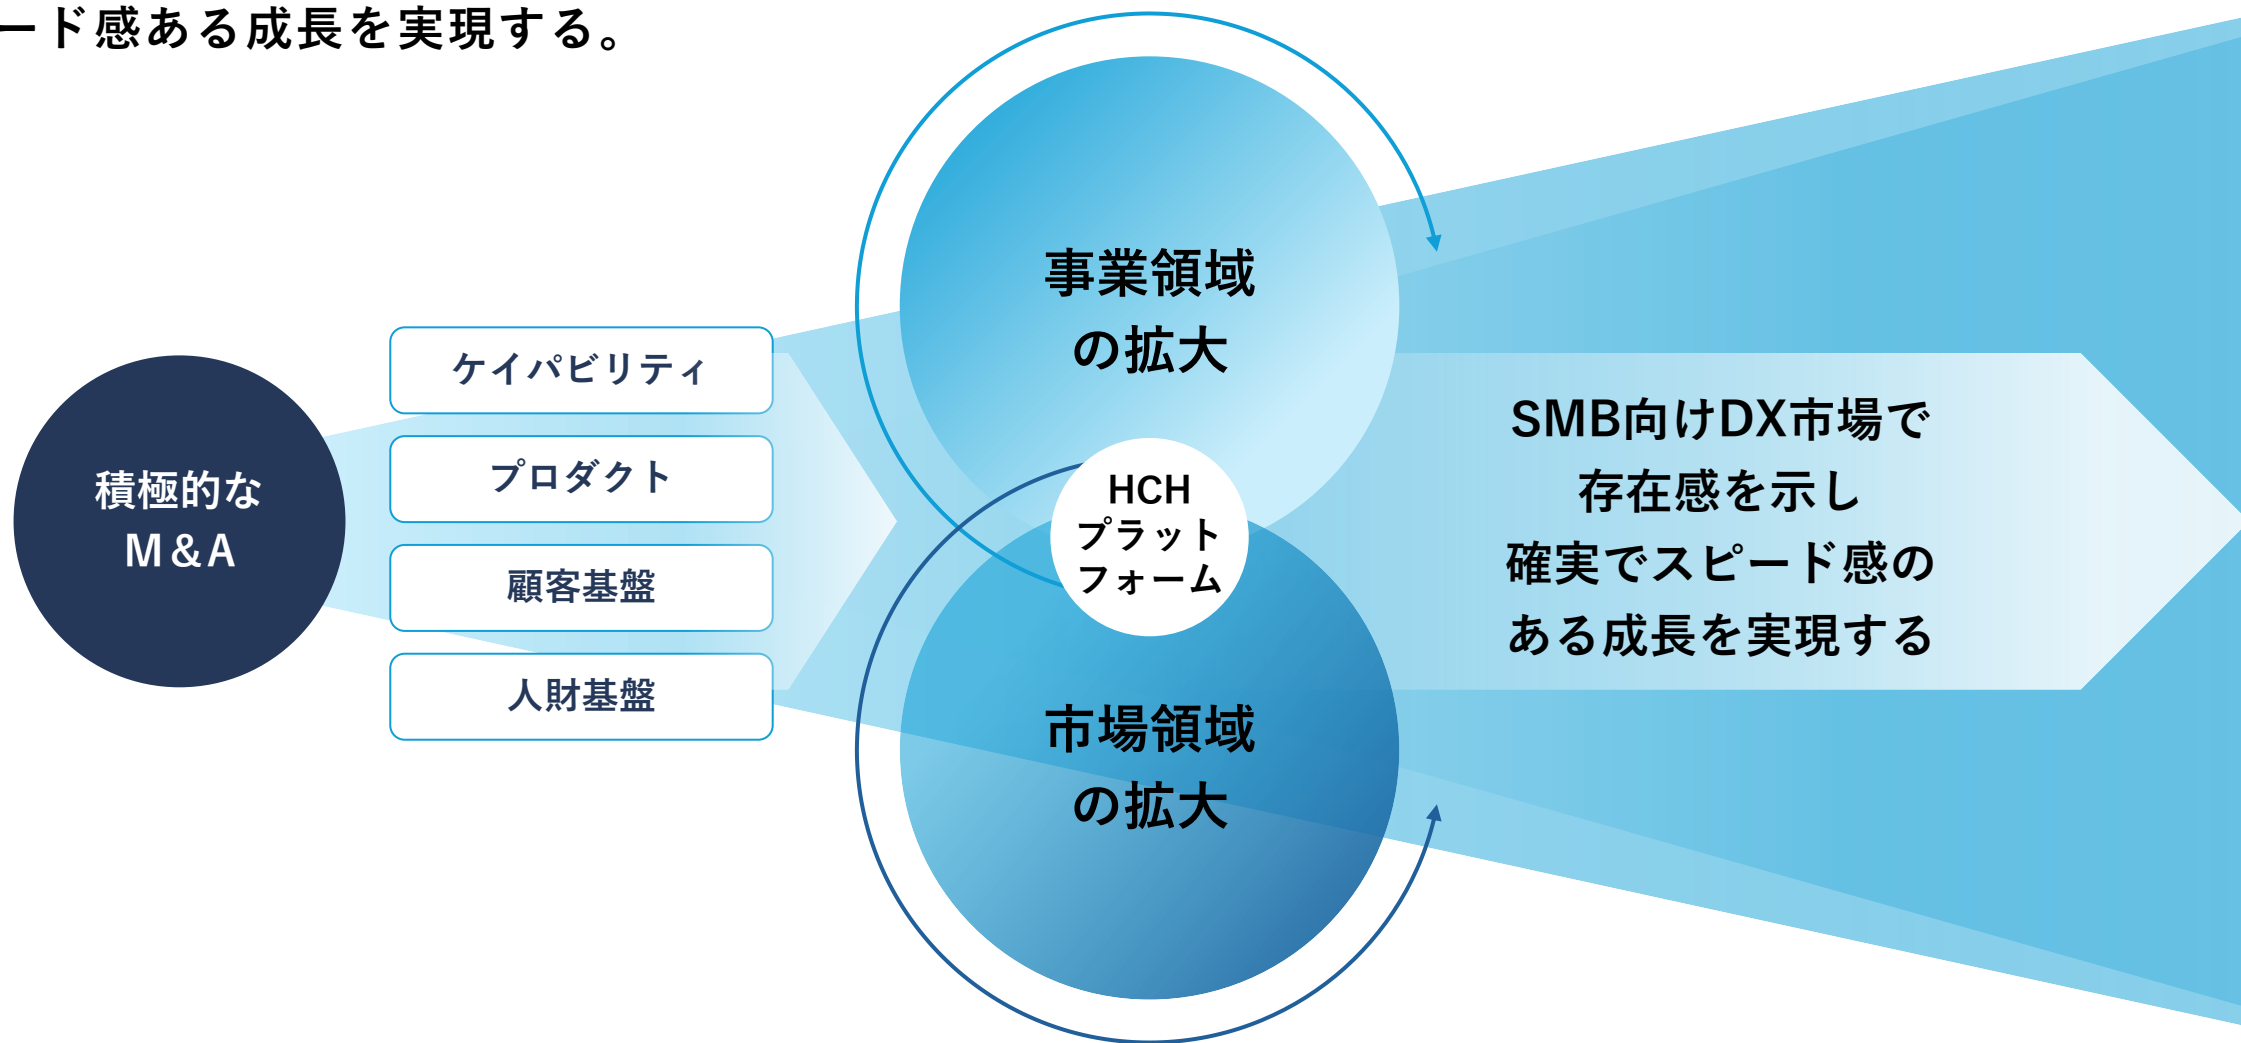 ード感ある成長を実現する。
積極的な
M&A
ケイパビリティ
プロダクト
顧客基盤
人財基盤
事業領域
の拡大
HCH
プラット
フォーム
市場領域
の拡大
SMB向けDX市場で
存在感を示し
確実でスピード感の
ある成長を実現する